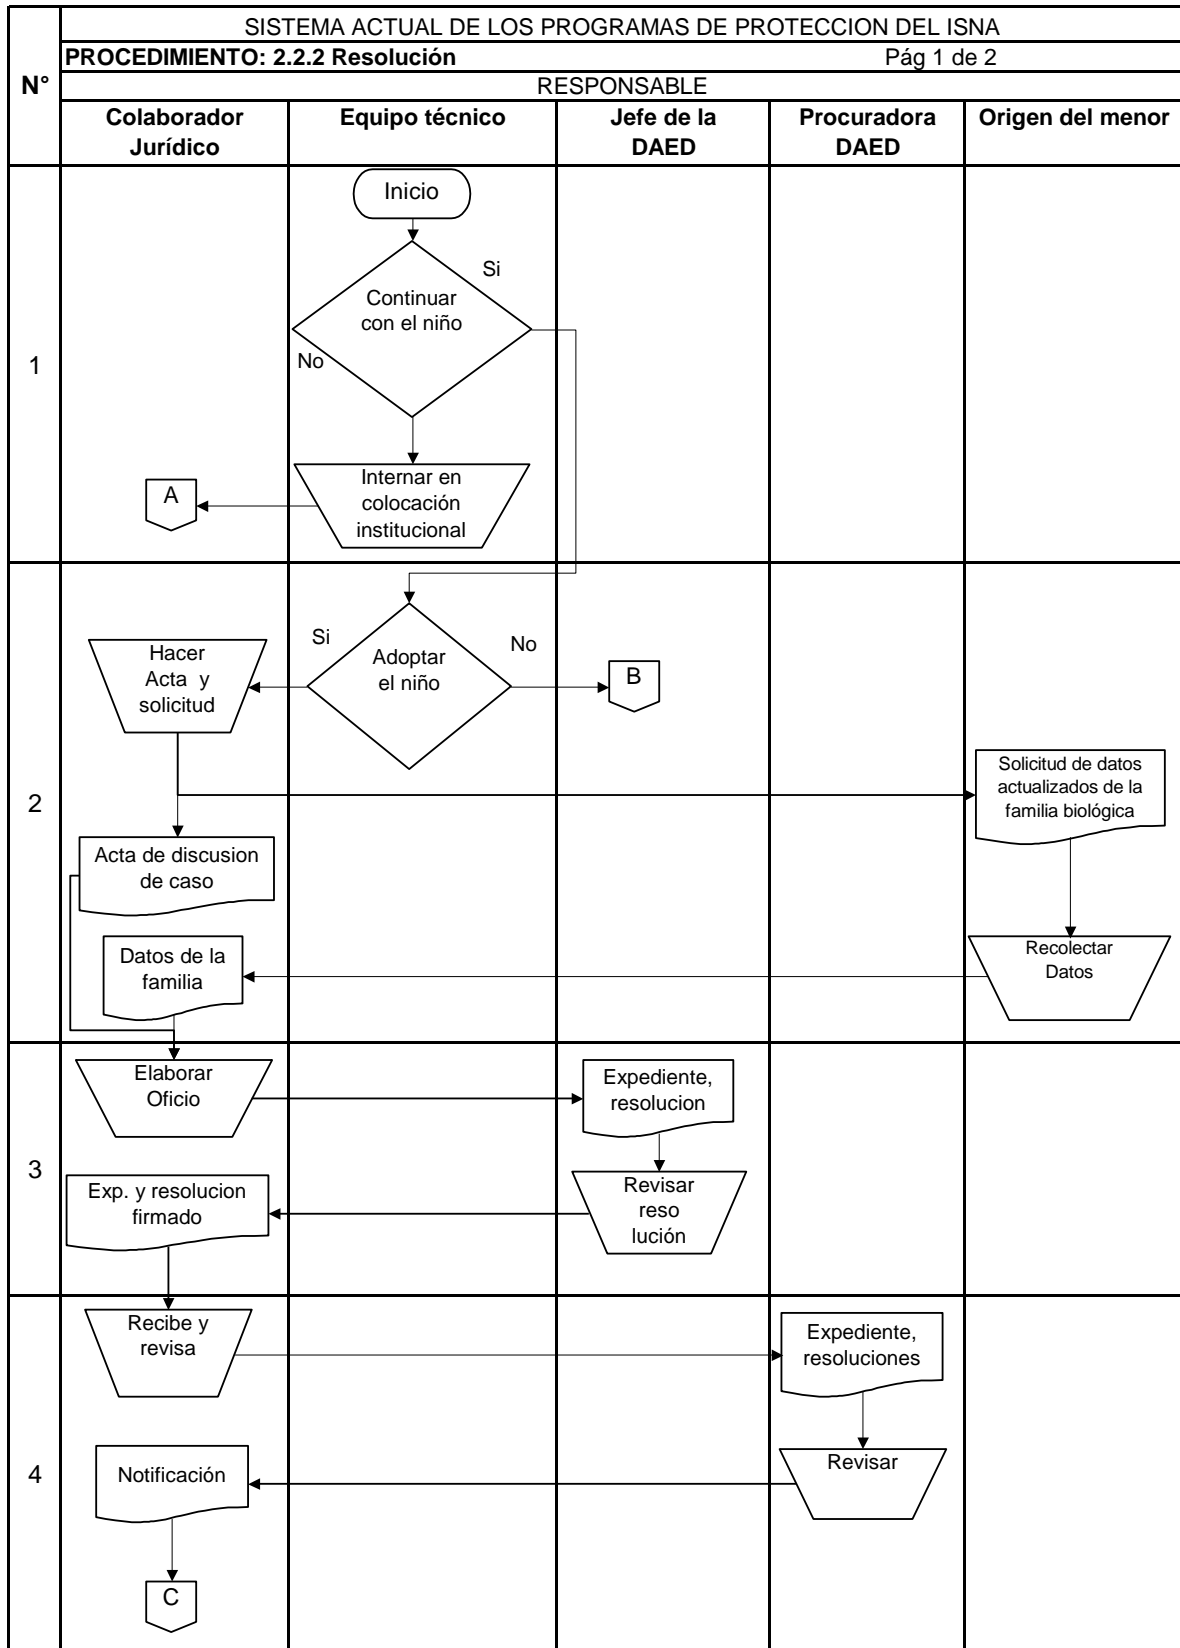 SISTEMA ACTUAL DE LOS PROGRAMAS DE PROTECCION DEL ISNA
PROCEDIMIENTO: 2.2.2 Resolución Pág 1 de 2
N°
RESPONSABLE
Colaborador
Jurídico
Equipo técnico
Jefe de la
DAED
Procuradora
DAED
Origen del menor
1
Inicio
Continuar
con el niño
Si
No
Internar en
colocación
institucional
A
2
Adoptar
el niño
Si
No
B
Hacer
Acta y
solicitud
Solicitud de datos
actualizados de la
familia biológica
Acta de discusion
de caso
Datos de la
familia
Recolectar
Datos
3
Elaborar
Oficio
Expediente,
resolucion
Exp. y resolucion
firmado
Revisar
reso
lución
4
Recibe y
revisa
Expediente,
resoluciones
Notificación
Revisar
C